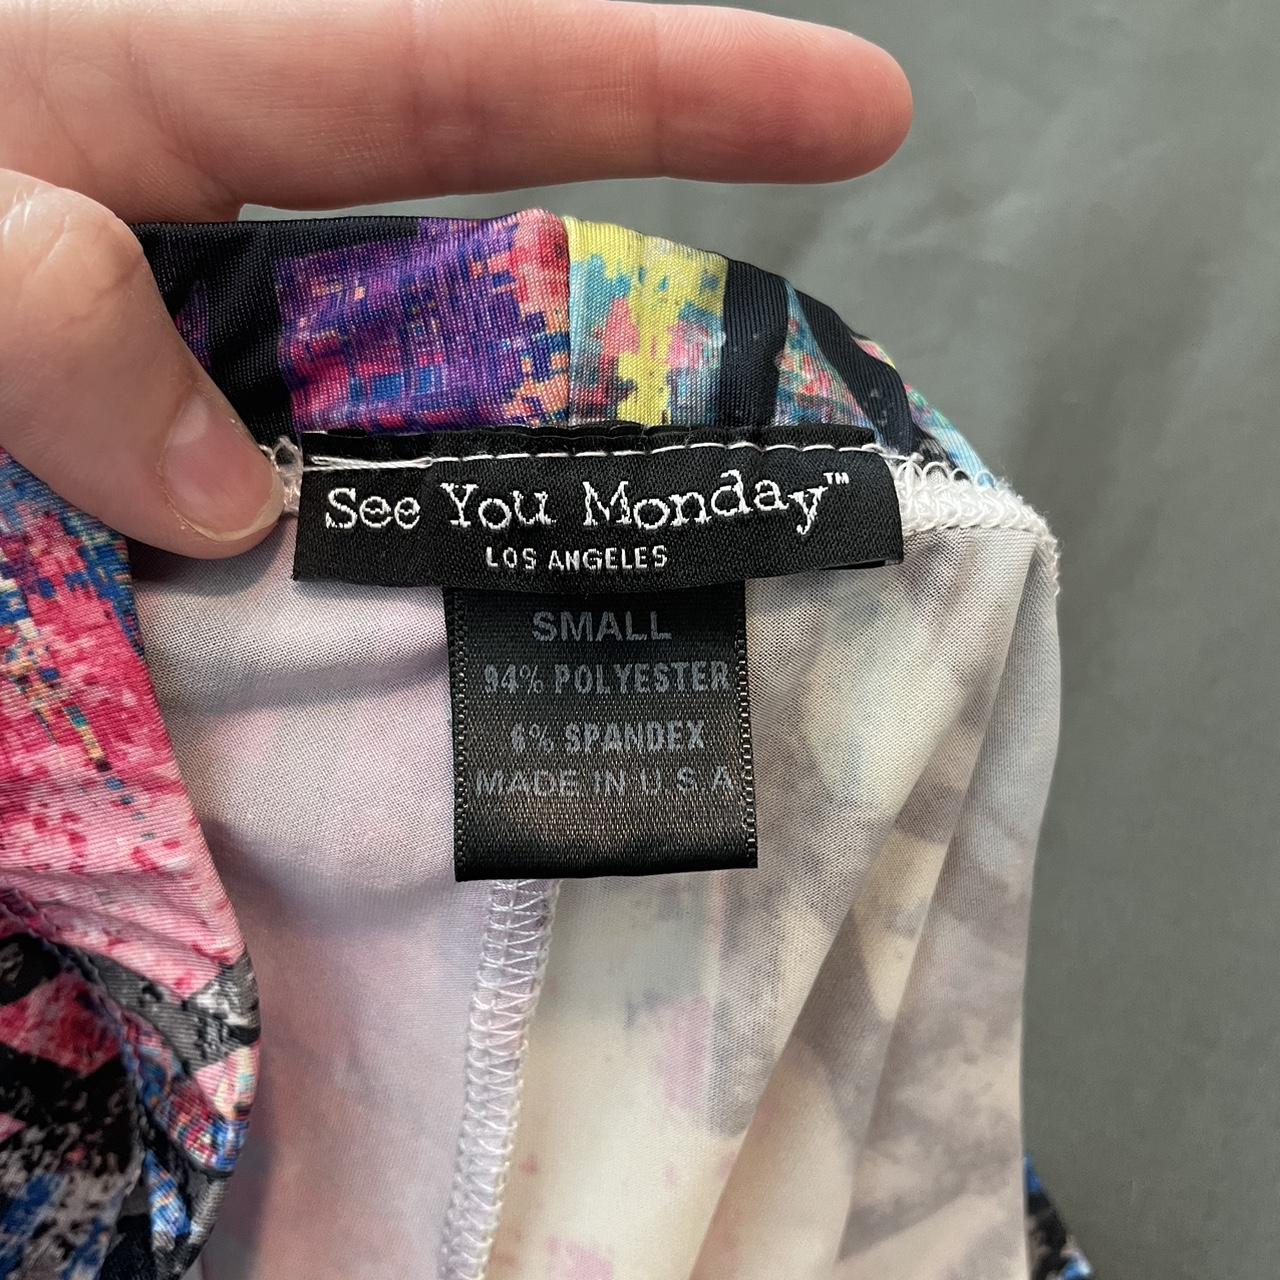 See You Monday™
LOS ANGELES
SMALL
94% POLYESTER
6% SPANDEX
MADE IN U.S.A